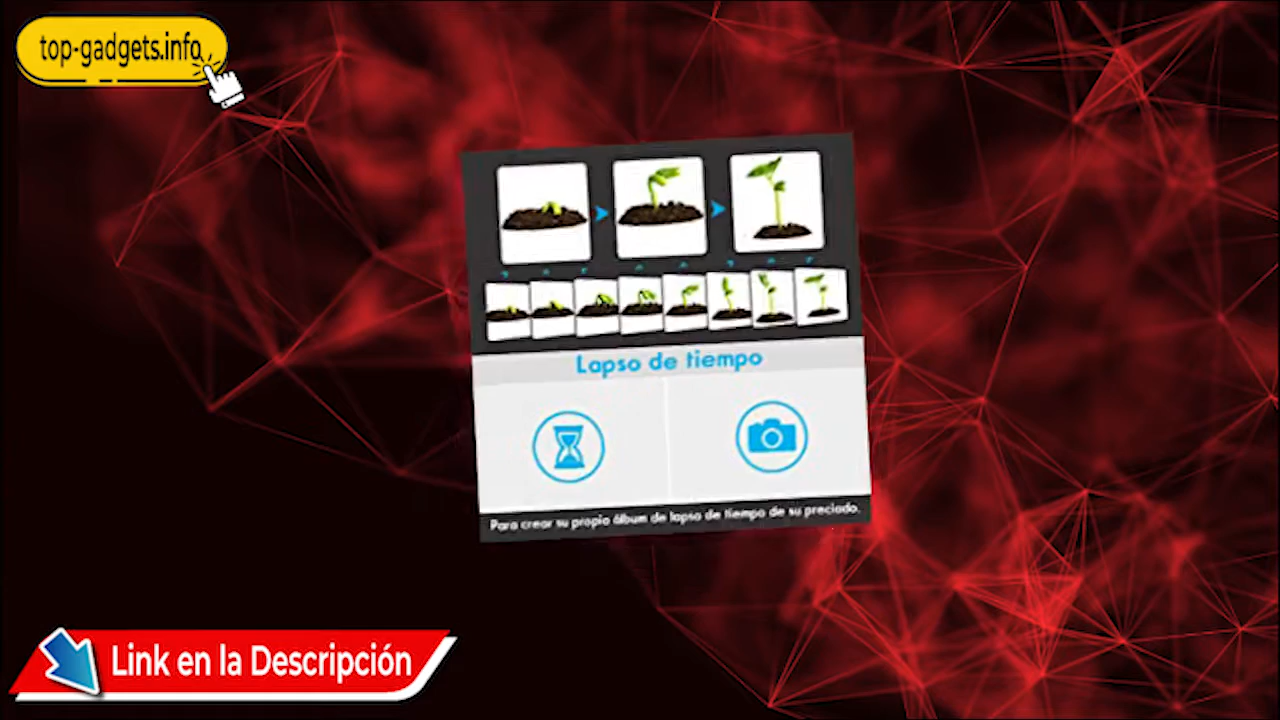 top-gadgets.info
Lapso de tiempo
Para crear su propio álbum de lapso de tiempo de su preciado.
Link en la Descripción